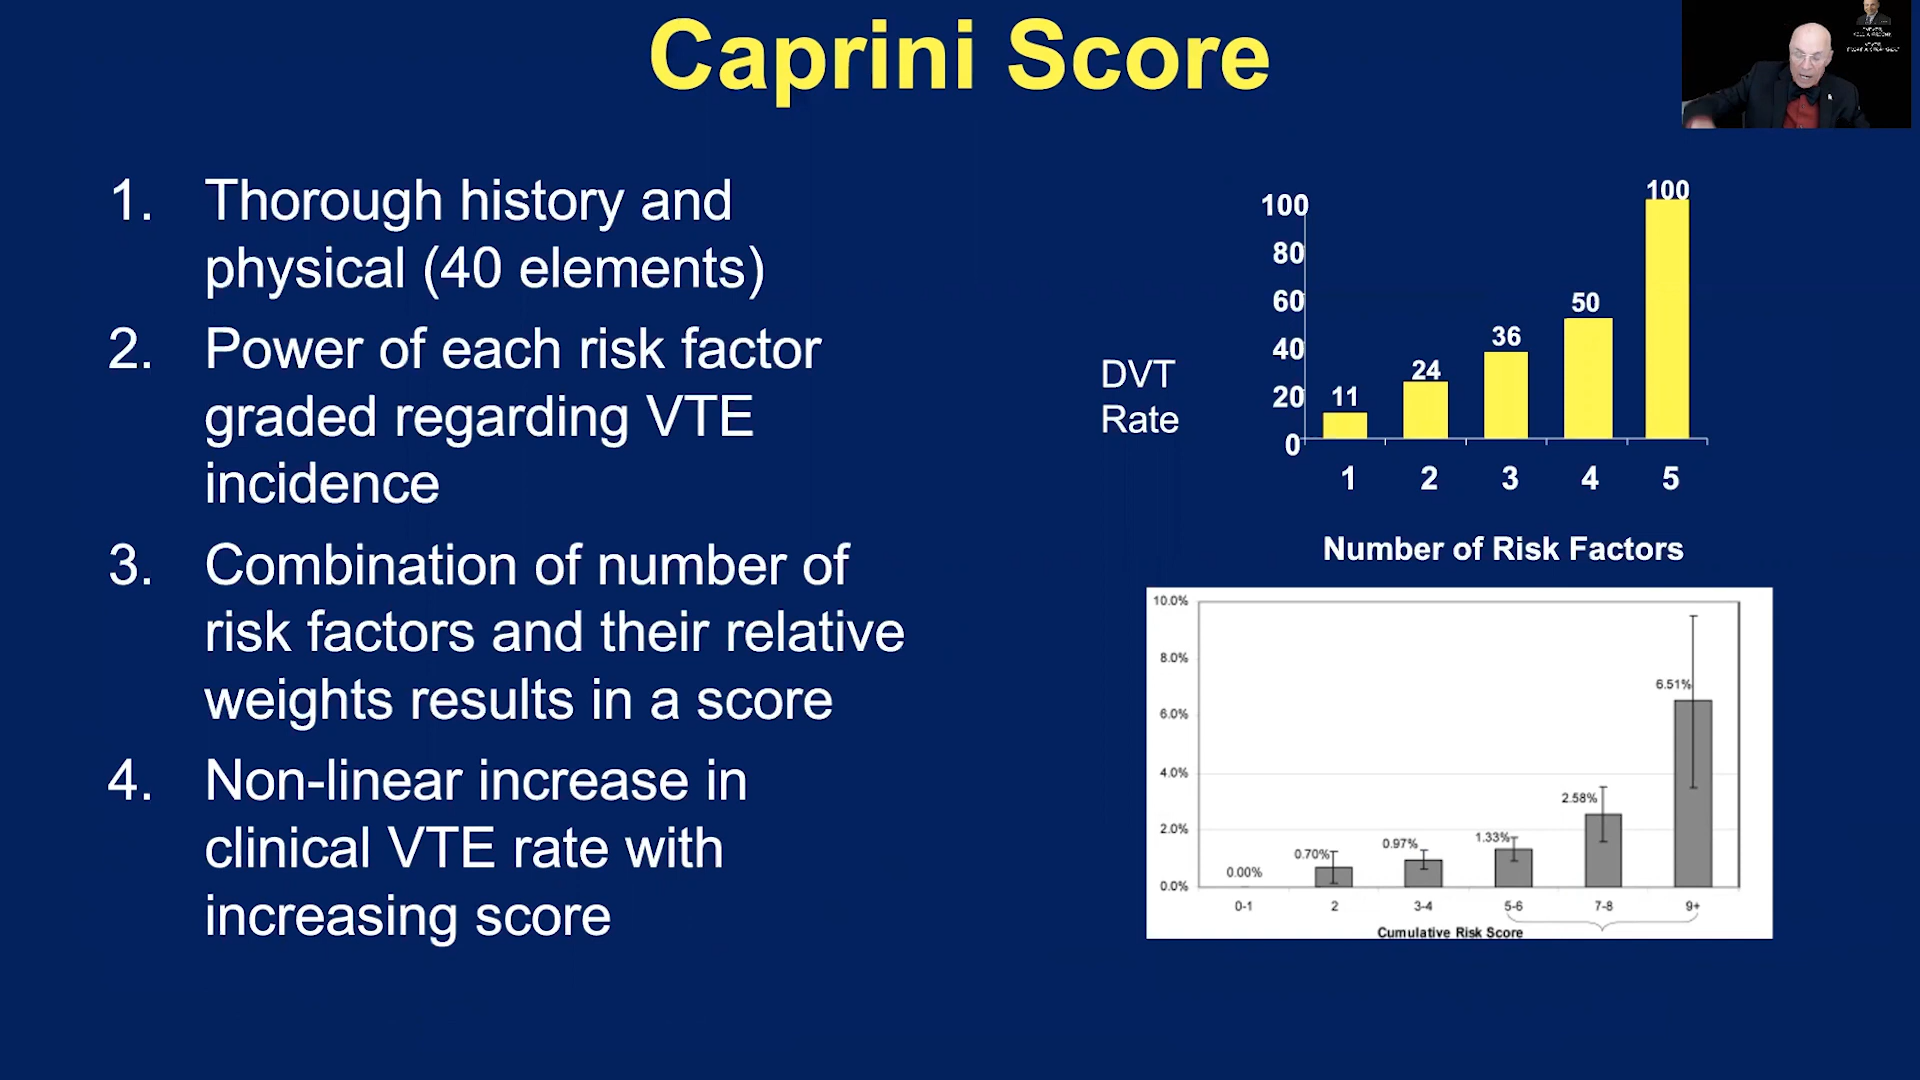 Caprini Score
1. Thorough history and
physical (40 elements)
2. Power of each risk factor
graded regarding VTE
incidence
3. Combination of number of
risk factors and their relative
weights results in a score
4. Non-linear increase in
clinical VTE rate with
increasing score
DVT
Rate
100
80
60
40
20
0
11
24
36
50
100
1 2 3 4 5
Number of Risk Factors
10.0%
8.0%
6.0%
4.0%
2.0%
0.0%
0.00%
0.70%
0.97%
1.33%
2.58%
6.51%
0-1 2 3-4 5-6 7-8 9+
Cumulative Risk Score